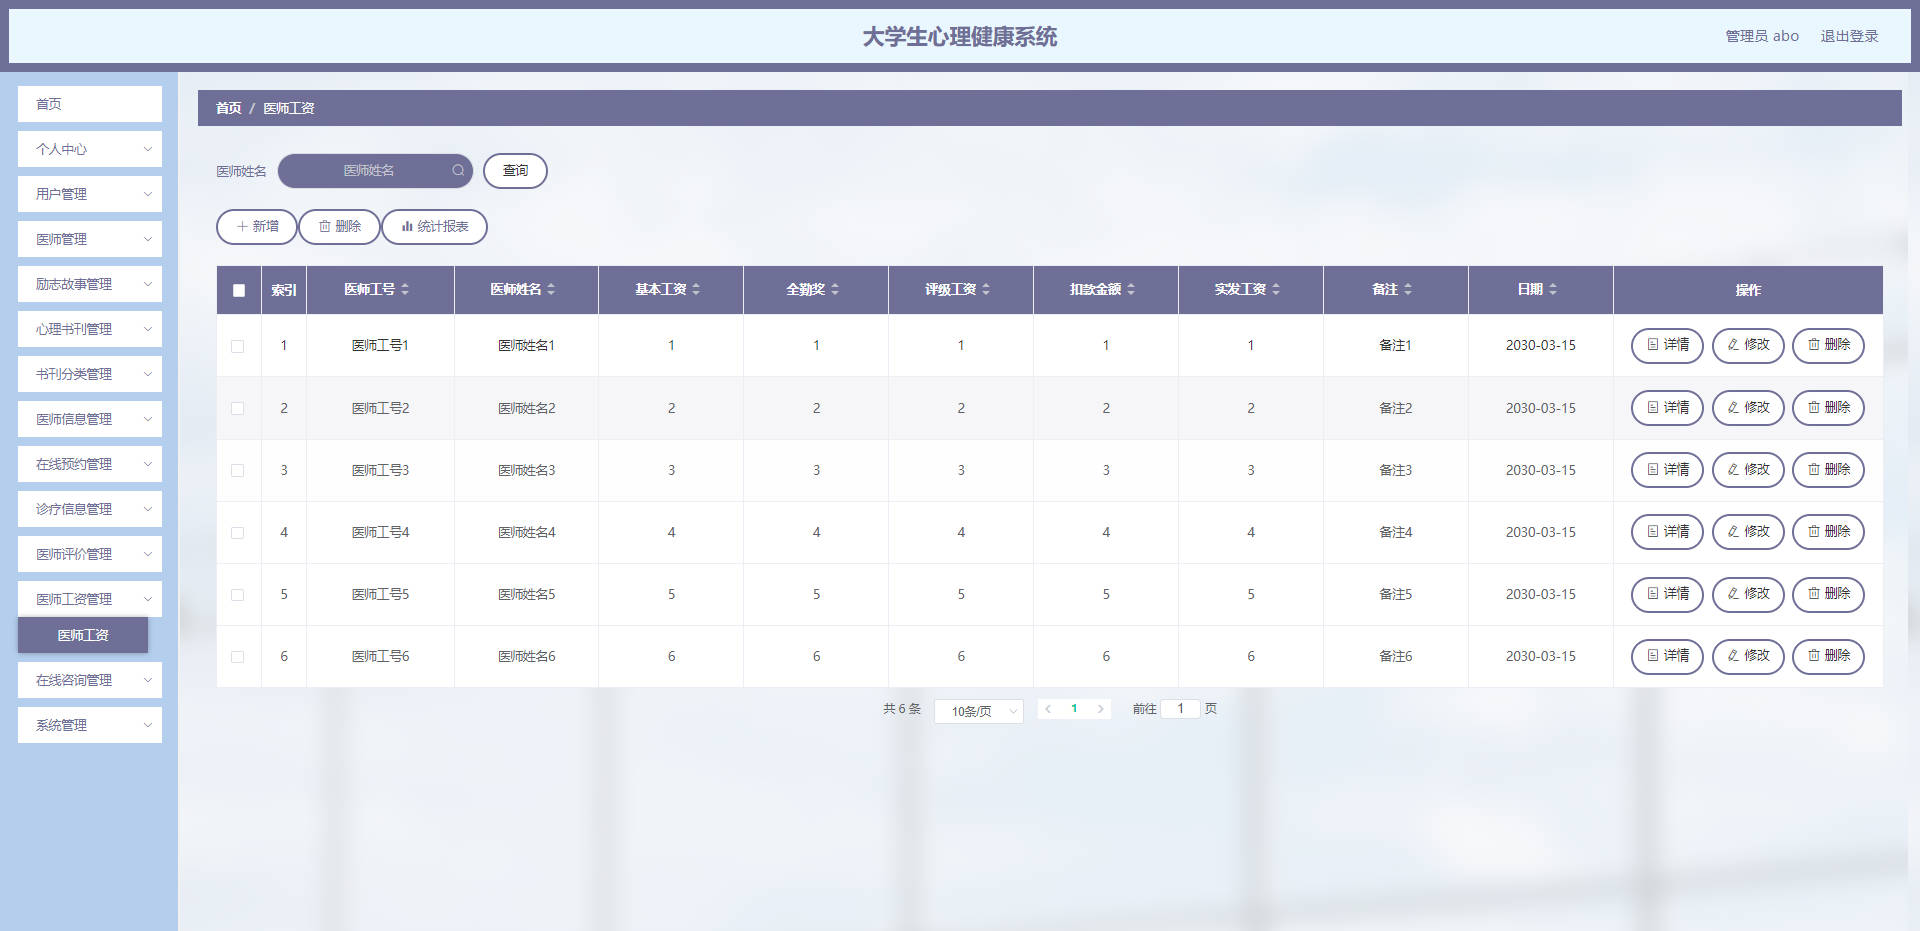 大学生心理健康系统
管理员 abo 退出登录
首页
个人中心
用户管理
医师管理
励志故事管理
心理书刊管理
书刊分类管理
医师信息管理
在线预约管理
诊疗信息管理
医师评价管理
医师工资管理
医师工资
在线咨询管理
系统管理
首页 / 医师工资
医师姓名 医师姓名 查询
新增 删除 统计报表
索引 医师工号 医师姓名 基本工资 全勤奖 评级工资 扣款金额 实发工资 备注 日期 操作
1 医师工号1 医师姓名1 1 1 1 1 1 备注1 2030-03-15 详情 修改 删除
2 医师工号2 医师姓名2 2 2 2 2 2 备注2 2030-03-15 详情 修改 删除
3 医师工号3 医师姓名3 3 3 3 3 3 备注3 2030-03-15 详情 修改 删除
4 医师工号4 医师姓名4 4 4 4 4 4 备注4 2030-03-15 详情 修改 删除
5 医师工号5 医师姓名5 5 5 5 5 5 备注5 2030-03-15 详情 修改 删除
6 医师工号6 医师姓名6 6 6 6 6 6 备注6 2030-03-15 详情 修改 删除
共 6 条 10条/页 1 前往 1 页